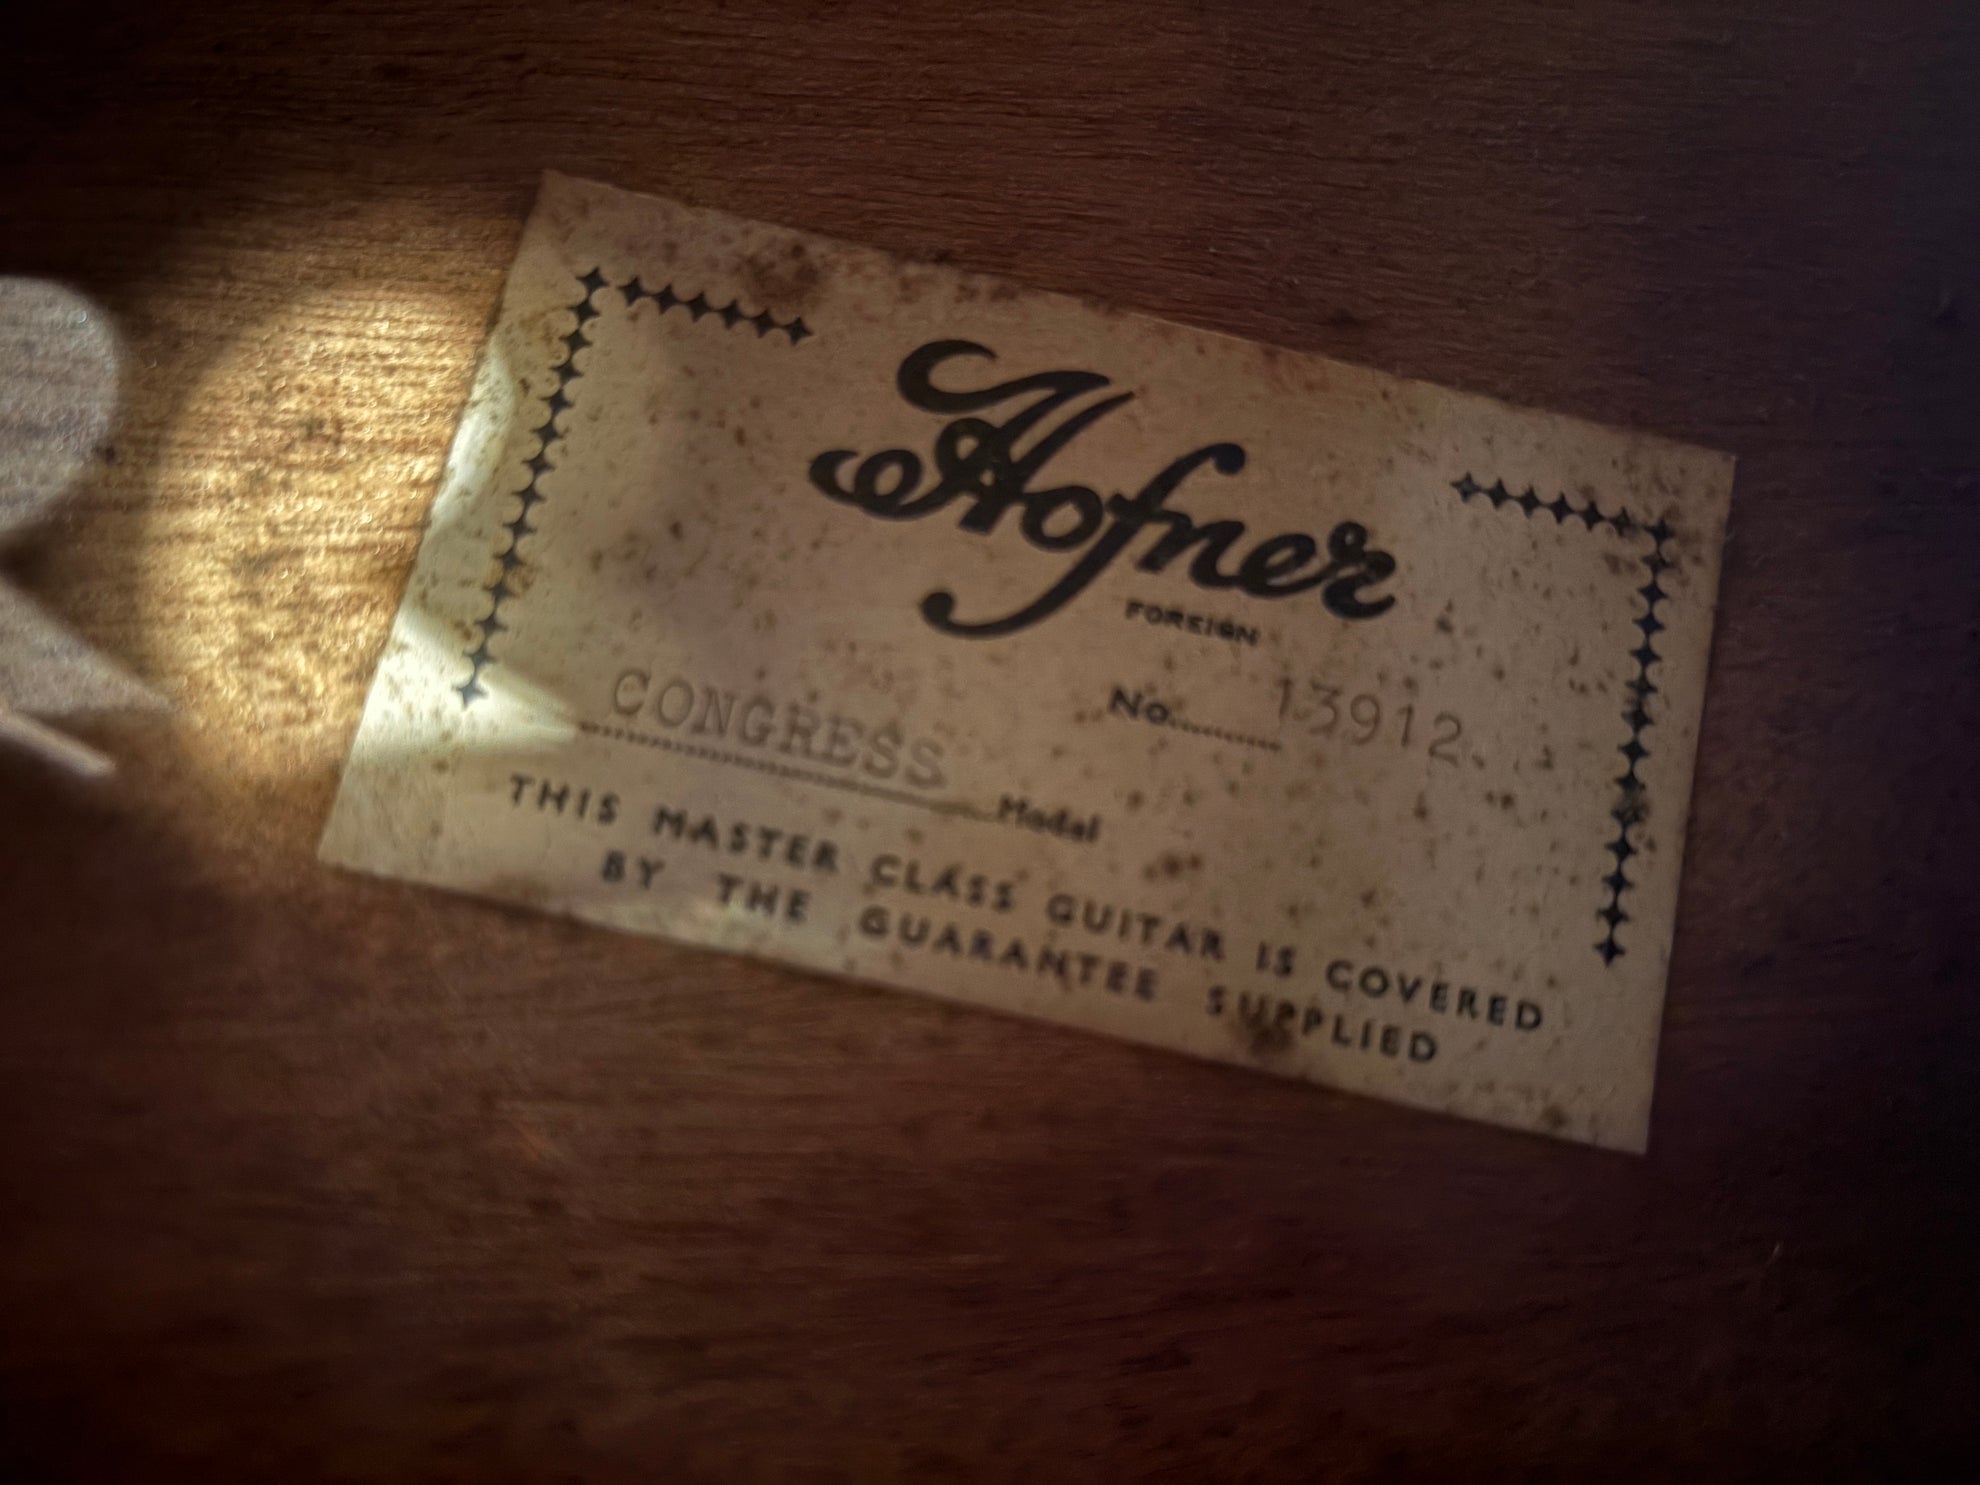 Hofner
FOREIGN
CONGRESS Model No. 13912.
THIS MASTER CLASS GUITAR IS COVERED
BY THE GUARANTEE SUPPLIED